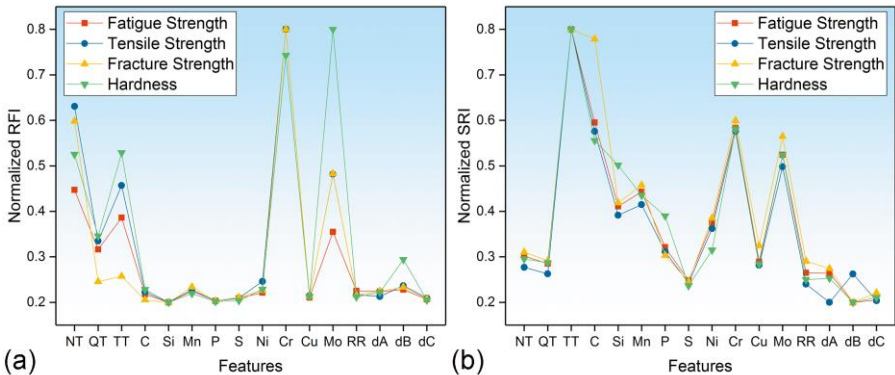 0.8
0.7
0.6
0.5
0.4
0.3
0.2
Normalized RFI
Fatigue Strength
Tensile Strength
Fracture Strength
Hardness
NT QT TT C Si Mn P S Ni Cr Cu Mo RR dA dB dC
Features
(a)
0.8
0.7
0.6
0.5
0.4
0.3
0.2
Normalized SRI
Fatigue Strength
Tensile Strength
Fracture Strength
Hardness
NT QT TT C Si Mn P S Ni Cr Cu Mo RR dA dB dC
Features
(b)